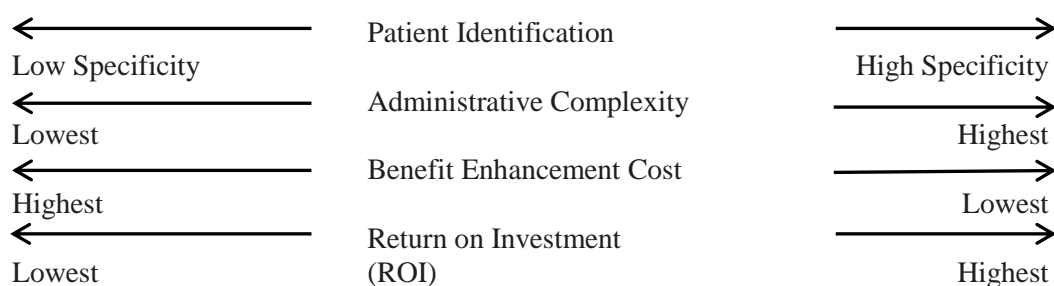 Patient Identification
Low Specificity High Specificity
Administrative Complexity
Lowest Highest
Benefit Enhancement Cost
Highest Lowest
Return on Investment
Lowest (ROI) Highest